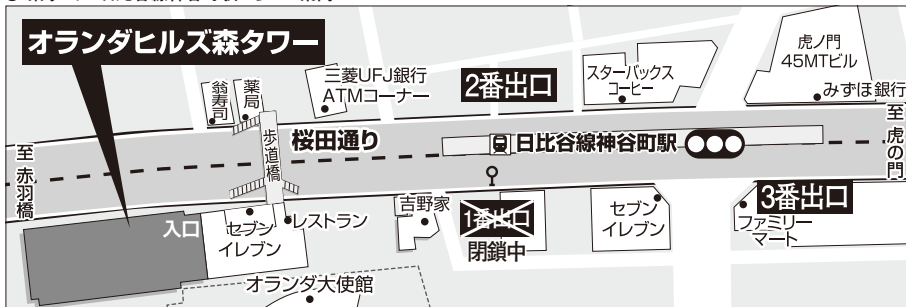 オランダヒルズ森タワー
翁寿司
薬局
三菱UFJ銀行
ATMコーナー
2番出口
スターバックス
コーヒー
虎ノ門
45MTビル
みずほ銀行
至 赤羽橋
歩道橋
桜田通り
日比谷線神谷町駅
至 虎の門
入口
セブン
イレブン
レストラン
吉野家
1番出口
閉鎖中
セブン
イレブン
3番出口
ファミリー
マート
オランダ大使館